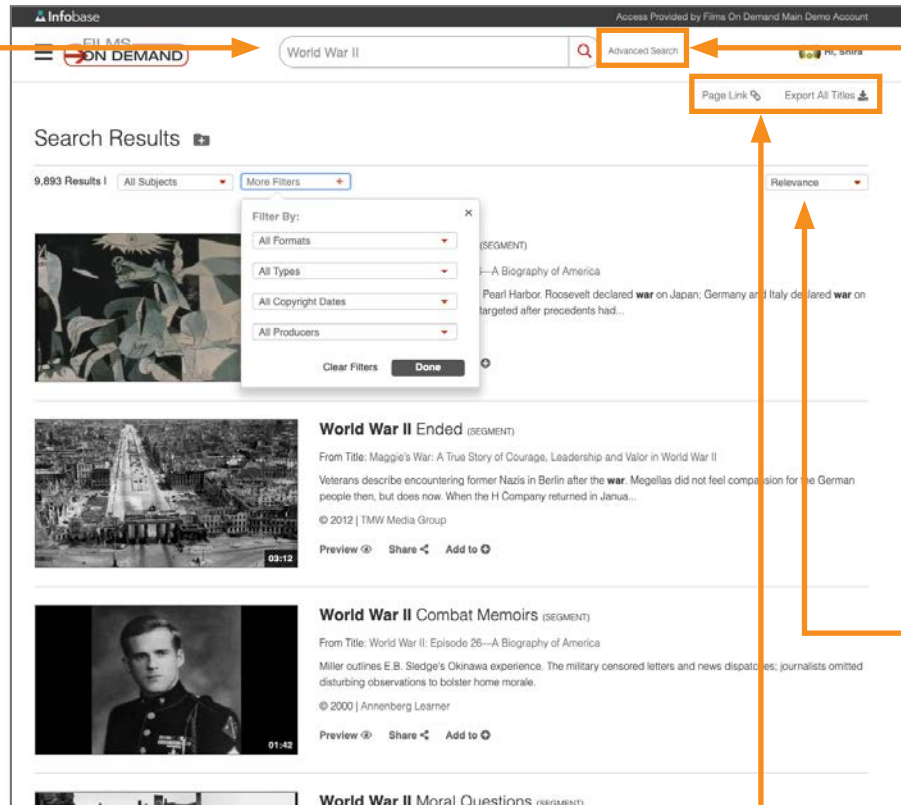 Infobase
Access Provided by Films On Demand Main Demo Account
FILMS
ON DEMAND
World War II
Advanced Search
Hi, Shira
Page Link
Export All Titles
Search Results
9,893 Results |
All Subjects
More Filters +
Relevance
Filter By:
×
All Formats
All Types
All Copyright Dates
All Producers
Clear Filters
Done
(SEGMENT)
—A Biography of America
Pearl Harbor. Roosevelt declared war on Japan; Germany and Italy declared war on
targeted after precedents had...
World War II Ended (SEGMENT)
From Title: Maggie's War: A True Story of Courage, Leadership and Valor in World War II
Veterans describe encountering former Nazis in Berlin after the war. Megellas did not feel compassion for the German
people then, but does now. When the H Company returned in Janua...
© 2012 | TMW Media Group
Preview Share Add to
03:12
World War II Combat Memoirs (SEGMENT)
From Title: World War II: Episode 26—A Biography of America
Miller outlines E.B. Sledge's Okinawa experience. The military censored letters and news dispatches; journalists omitted
disturbing observations to bolster home morale.
© 2000 | Annenberg Learner
Preview Share Add to
01:42
World War II Moral Questions (SEGMENT)